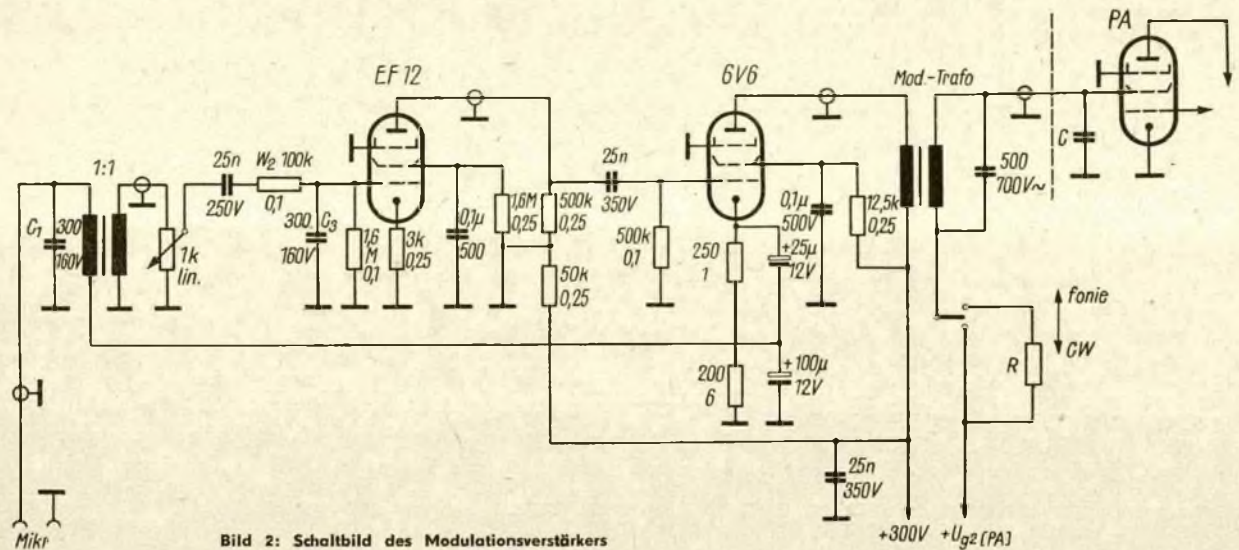 PA
EF 12
6V6
Mod.-Trafo
1:1
C₁
300
160V
1k
lin.
25n
250V
W₂ 100k
0,1
300
C₃
160V
1,6
M
0,1
3k
0,25
0,1µ
500
1,6M
0,25
500k
0,25
50k
0,25
25n
350V
500k
0,1
250
1
+25µ
12V
200
6
+100µ
12V
0,1µ
500V
12,5k
0,25
25n
350V
500
700V~
C
fonie
CW
R
Mikr
+300V
+Ug2 (PA)
Bild 2: Schaltbild des Modulationsverstärkers